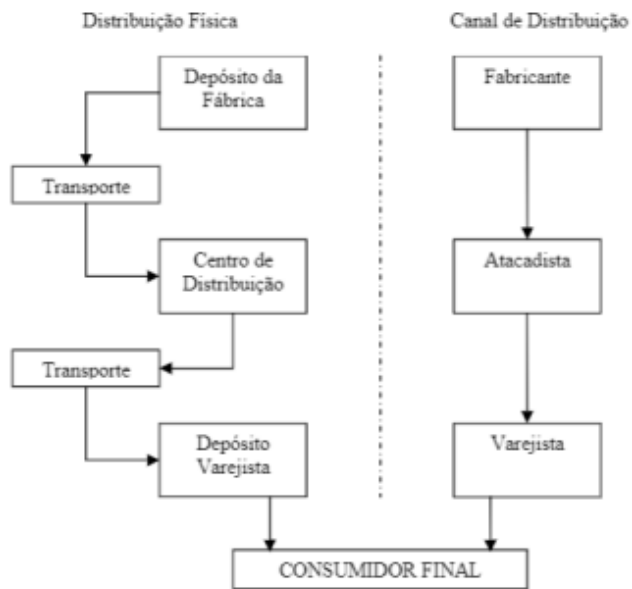 Distribuição Física
Canal de Distribuição
Depósito da
Fábrica
Fabricante
Transporte
Centro de
Distribuição
Atacadista
Transporte
Depósito
Varejista
Varejista
CONSUMIDOR FINAL